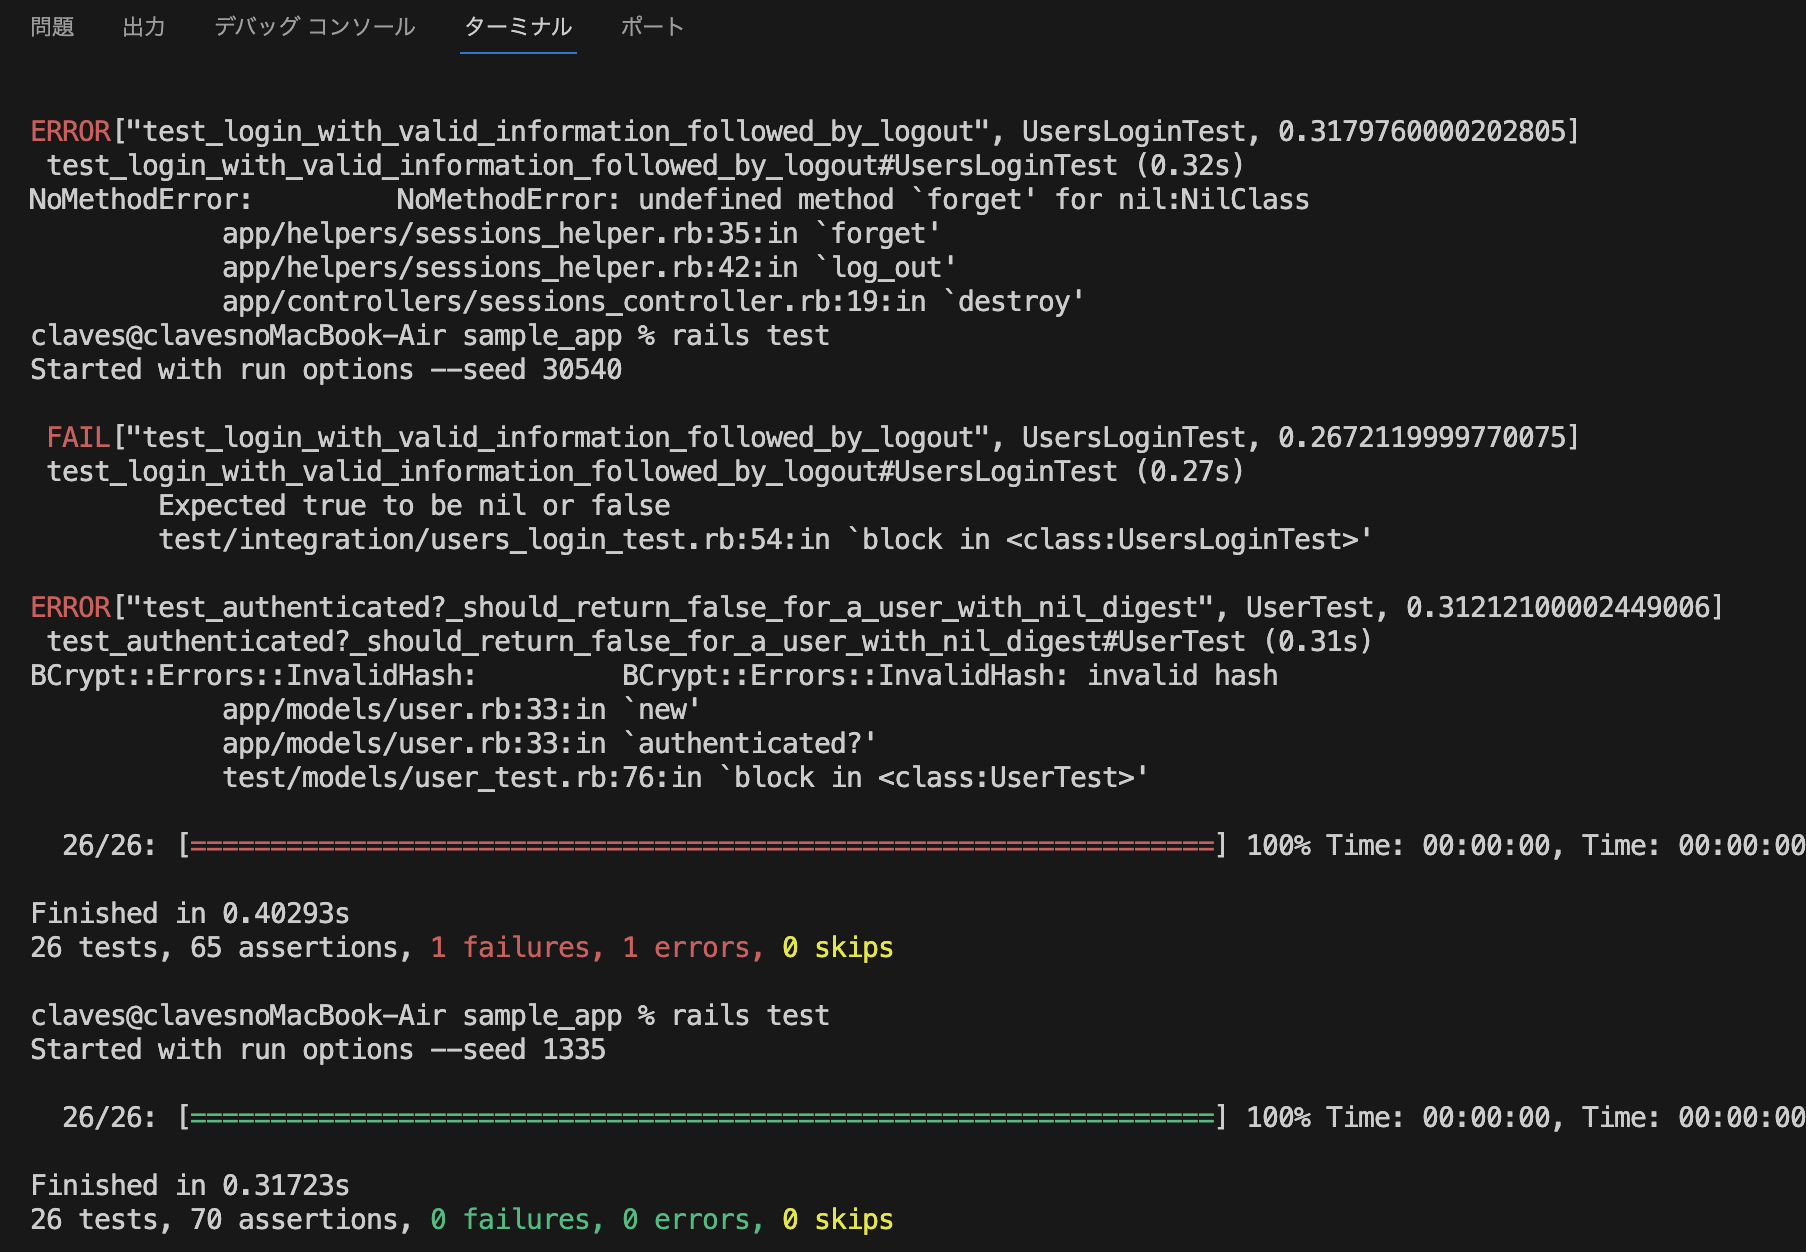 問題 出力 デバッグ コンソール ターミナル ポート
ERROR["test_login_with_valid_information_followed_by_logout", UsersLoginTest, 0.3179760000202805]
test_login_with_valid_information_followed_by_logout#UsersLoginTest (0.32s)
NoMethodError: NoMethodError: undefined method `forget' for nil:NilClass
app/helpers/sessions_helper.rb:35:in `forget'
app/helpers/sessions_helper.rb:42:in `log_out'
app/controllers/sessions_controller.rb:19:in `destroy'
claves@clavesnoMacBook-Air sample_app % rails test
Started with run options --seed 30540
FAIL["test_login_with_valid_information_followed_by_logout", UsersLoginTest, 0.2672119999770075]
test_login_with_valid_information_followed_by_logout#UsersLoginTest (0.27s)
Expected true to be nil or false
test/integration/users_login_test.rb:54:in `block in <class:UsersLoginTest>'
ERROR["test_authenticated?_should_return_false_for_a_user_with_nil_digest", UserTest, 0.31212100002449006]
test_authenticated?_should_return_false_for_a_user_with_nil_digest#UserTest (0.31s)
BCrypt::Errors::InvalidHash: BCrypt::Errors::InvalidHash: invalid hash
app/models/user.rb:33:in `new'
app/models/user.rb:33:in `authenticated?'
test/models/user_test.rb:76:in `block in <class:UserTest>'
26/26: [================================================================] 100% Time: 00:00:00, Time: 00:00:00
Finished in 0.40293s
26 tests, 65 assertions, 1 failures, 1 errors, 0 skips
claves@clavesnoMacBook-Air sample_app % rails test
Started with run options --seed 1335
26/26: [================================================================] 100% Time: 00:00:00, Time: 00:00:00
Finished in 0.31723s
26 tests, 70 assertions, 0 failures, 0 errors, 0 skips